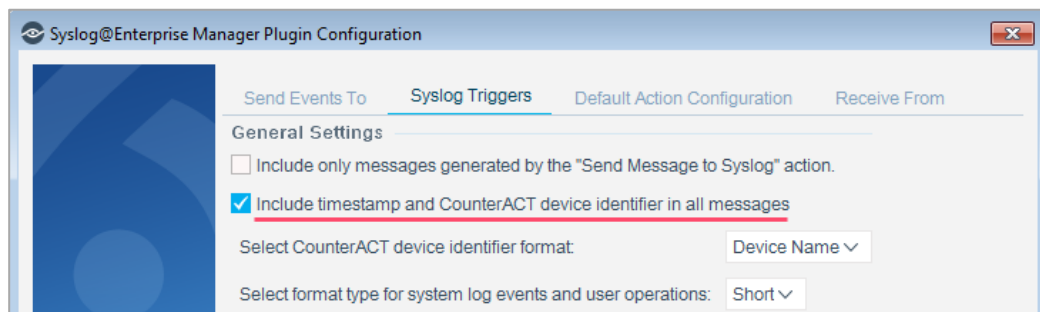 Syslog@Enterprise Manager Plugin Configuration
Send Events To Syslog Triggers Default Action Configuration Receive From
General Settings
Include only messages generated by the "Send Message to Syslog" action.
Include timestamp and CounterACT device identifier in all messages
Select CounterACT device identifier format: Device Name
Select format type for system log events and user operations: Short